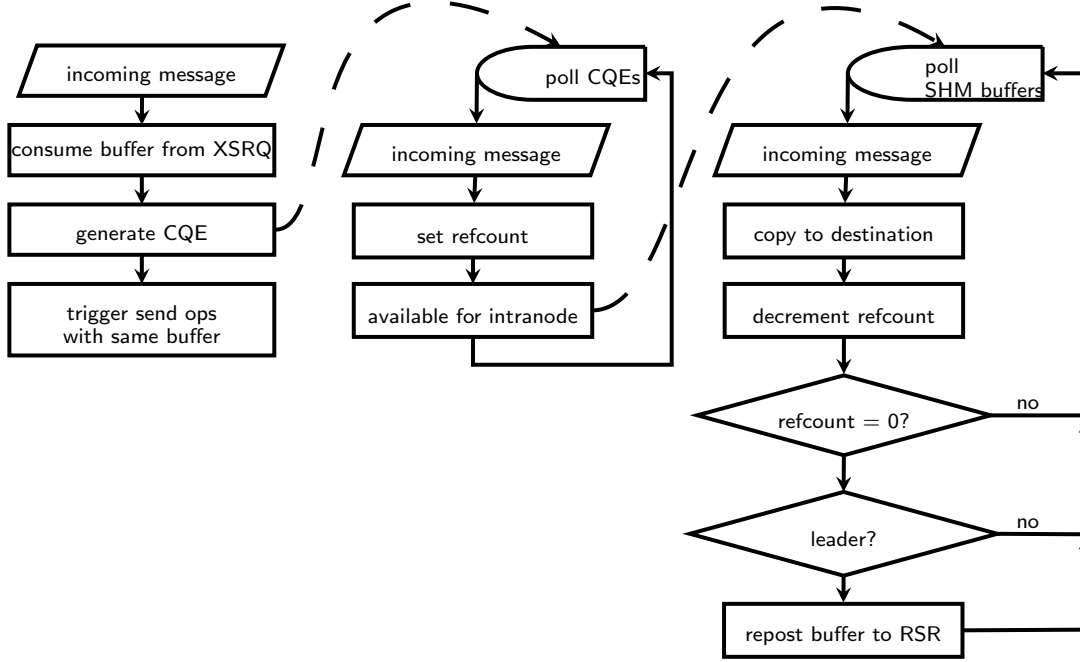 incoming message
consume buffer from XSRQ
generate CQE
trigger send ops
with same buffer
poll CQEs
incoming message
set refcount
available for intranode
poll
SHM buffers
incoming message
copy to destination
decrement refcount
refcount = 0?
no
leader?
no
repost buffer to RSR